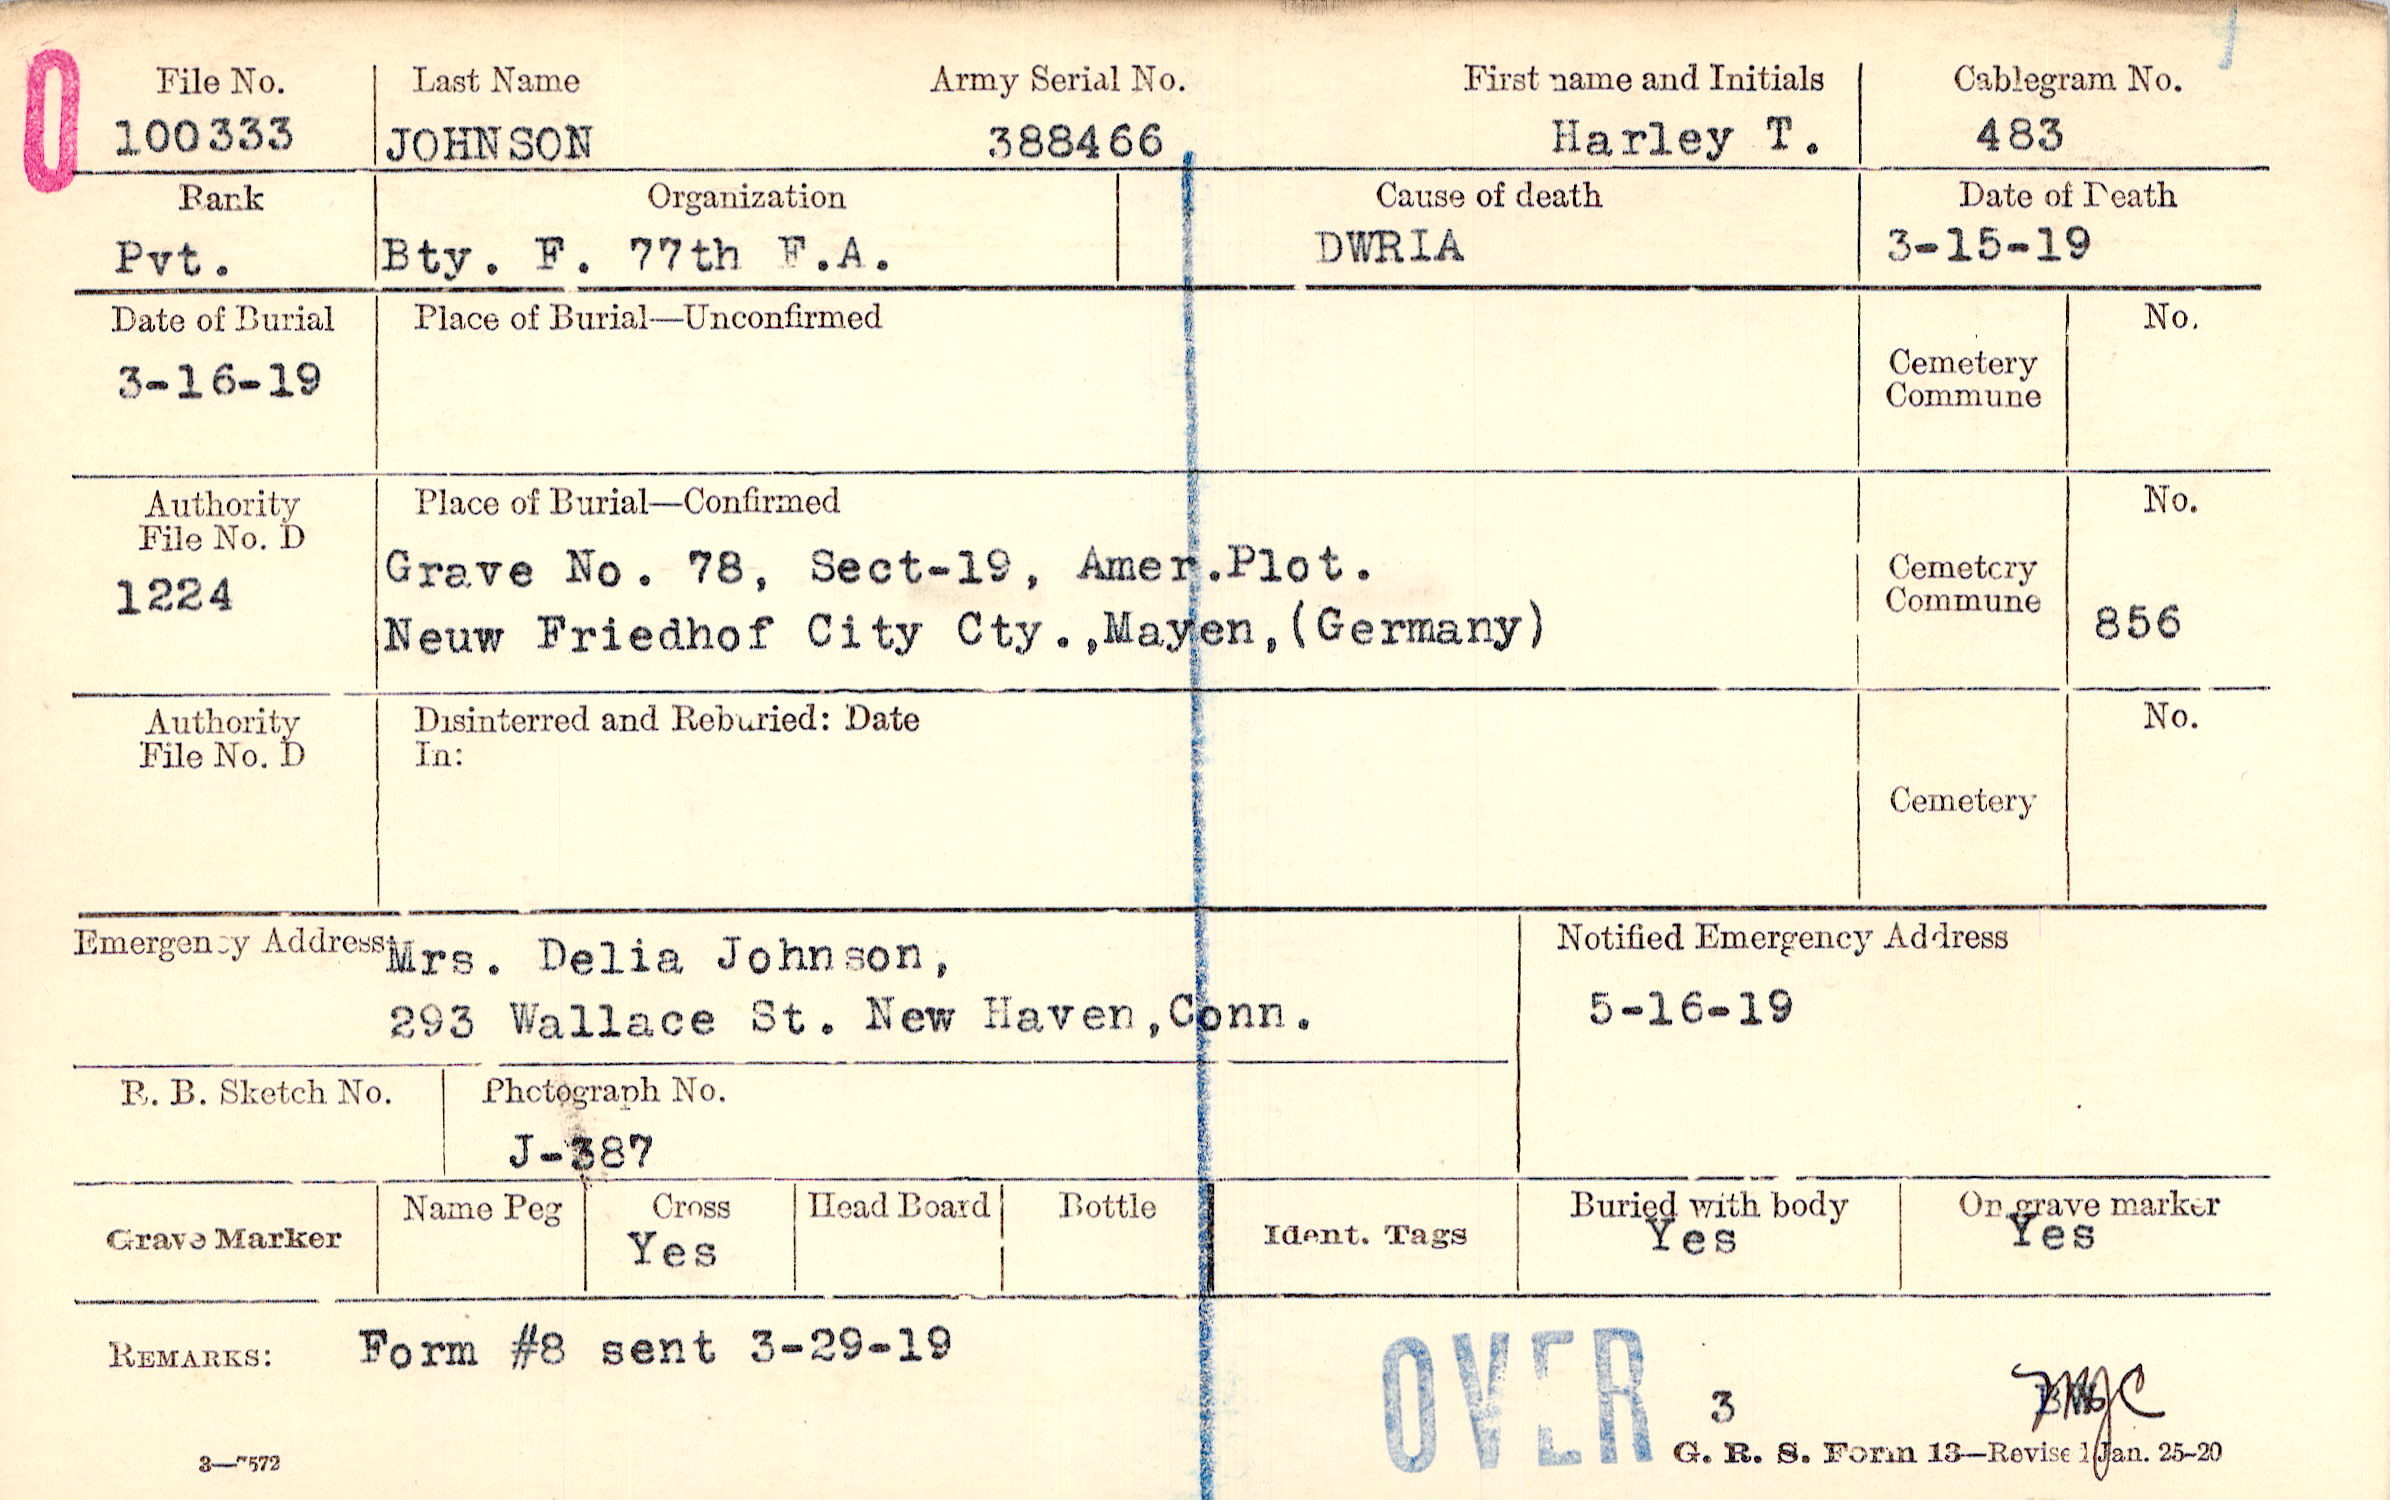 0
File No. Last Name Army Serial No. First name and Initials Cablegram No.
100333 JOHNSON 388466 Harley T. 483
Rank Organization Cause of death Date of Death
Pvt. Bty. F. 77th F.A. DWRIA 3-15-19
Date of Burial Place of Burial—Unconfirmed No.
3-16-19
Cemetery
Commune
Authority Place of Burial—Confirmed No.
File No. D
1224
Grave No. 78, Sect-19, Amer.Plot.
Neuw Friedhof City Cty.,Mayen,(Germany)
Cemetery
Commune
856
Authority Disinterred and Reburied: Date No.
File No. D In:
Cemetery
Emergency Address: Mrs. Delia Johnson,
293 Wallace St. New Haven,Conn.
Notified Emergency Address
5-16-19
R. B. Sketch No. Photograph No.
J-387
Grave Marker Name Peg Cross Head Board Bottle Ident. Tags Buried with body On grave marker
Yes Yes Yes
REMARKS: Form #8 sent 3-29-19
OVER
3
3—7572 G. R. S. Form 13—Revised Jan. 25-20